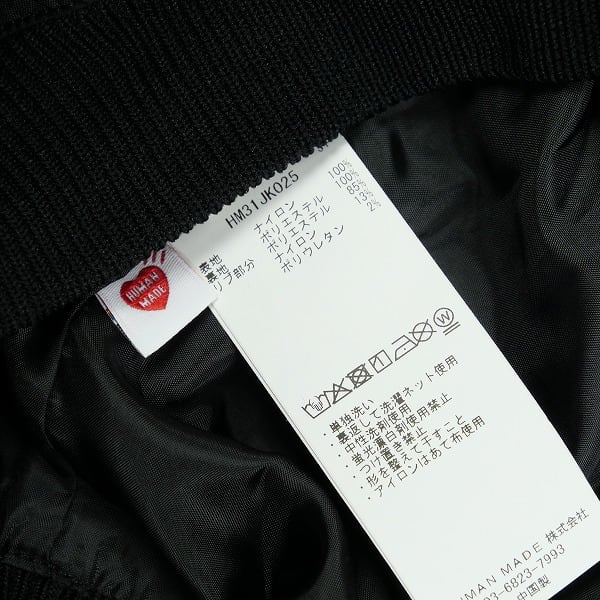 HUMAN
MADE
HM31JK025
表地 ナイロン 100%
裏地 ポリエステル 100%
リブ部分 ポリエステル 85%
ナイロン 13%
ポリウレタン 2%
W
・単独洗い
・裏返して洗濯ネット使用
・中性洗剤使用
・蛍光漂白剤使用禁止
・つけ置き禁止
・形を整えて干すこと
・アイロンはあて布使用
HUMAN MADE 株式会社
03-6823-7993
中国製